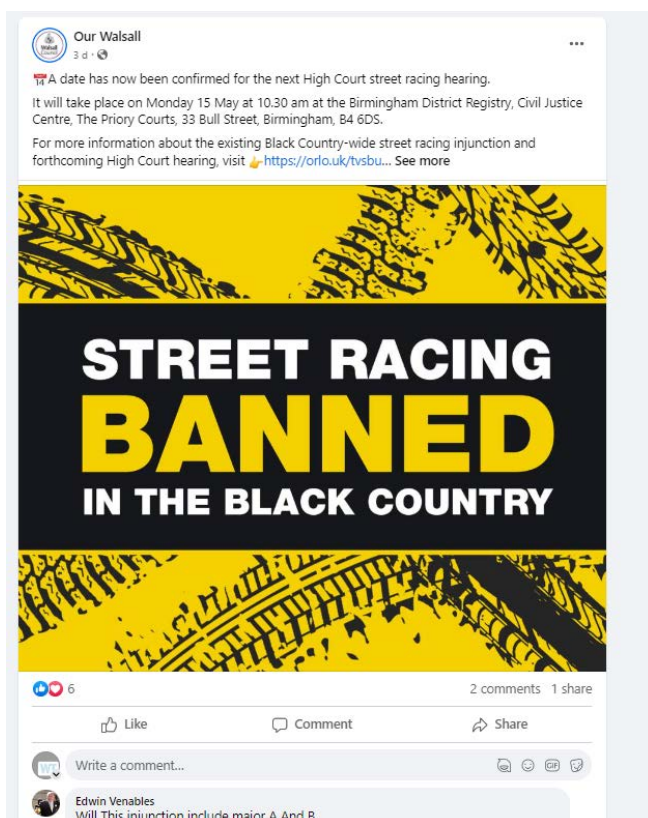 Our Walsall
3 d
A date has now been confirmed for the next High Court street racing hearing.
It will take place on Monday 15 May at 10.30 am at the Birmingham District Registry, Civil Justice
Centre, The Priory Courts, 33 Bull Street, Birmingham, B4 6DS.
For more information about the existing Black Country-wide street racing injunction and
forthcoming High Court hearing, visit 👉https://orlo.uk/tvsbu... See more
STREET RACING
BANNED
IN THE BLACK COUNTRY
6
2 comments 1 share
Like Comment Share
WT
Write a comment...
GIF
Edwin Venables
Will This injunction include major A And B